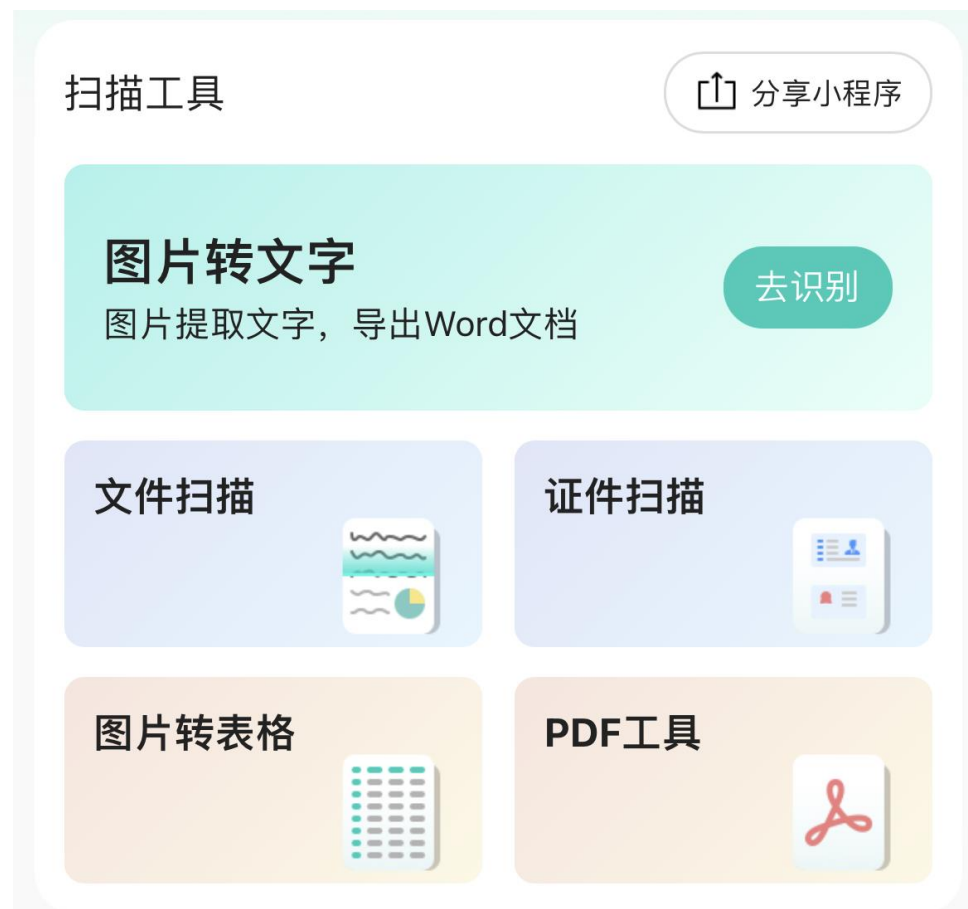 扫描工具
分享小程序
图片转文字
图片提取文字，导出Word文档
去识别
文件扫描
证件扫描
图片转表格
PDF工具